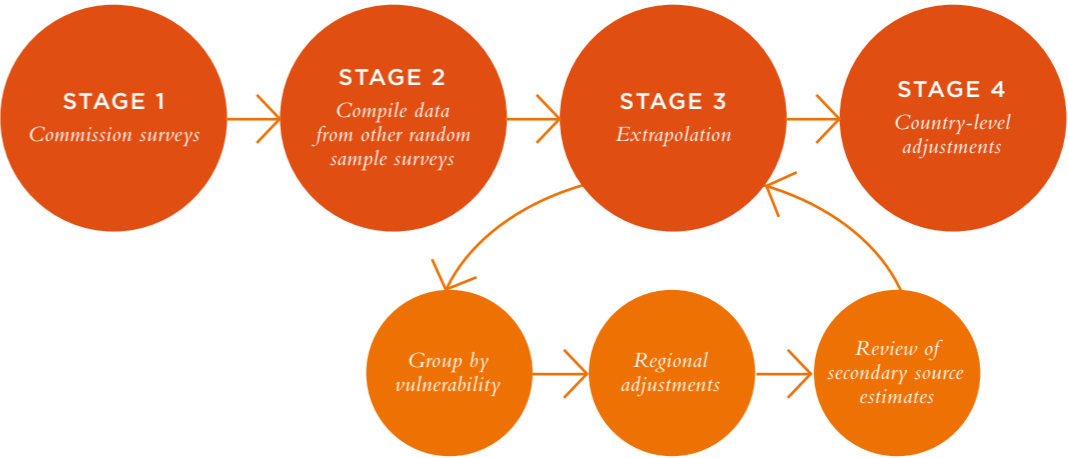 STAGE 1
Commission surveys
STAGE 2
Compile data
from other random
sample surveys
STAGE 3
Extrapolation
STAGE 4
Country-level
adjustments
Group by
vulnerability
Regional
adjustments
Review of
secondary source
estimates